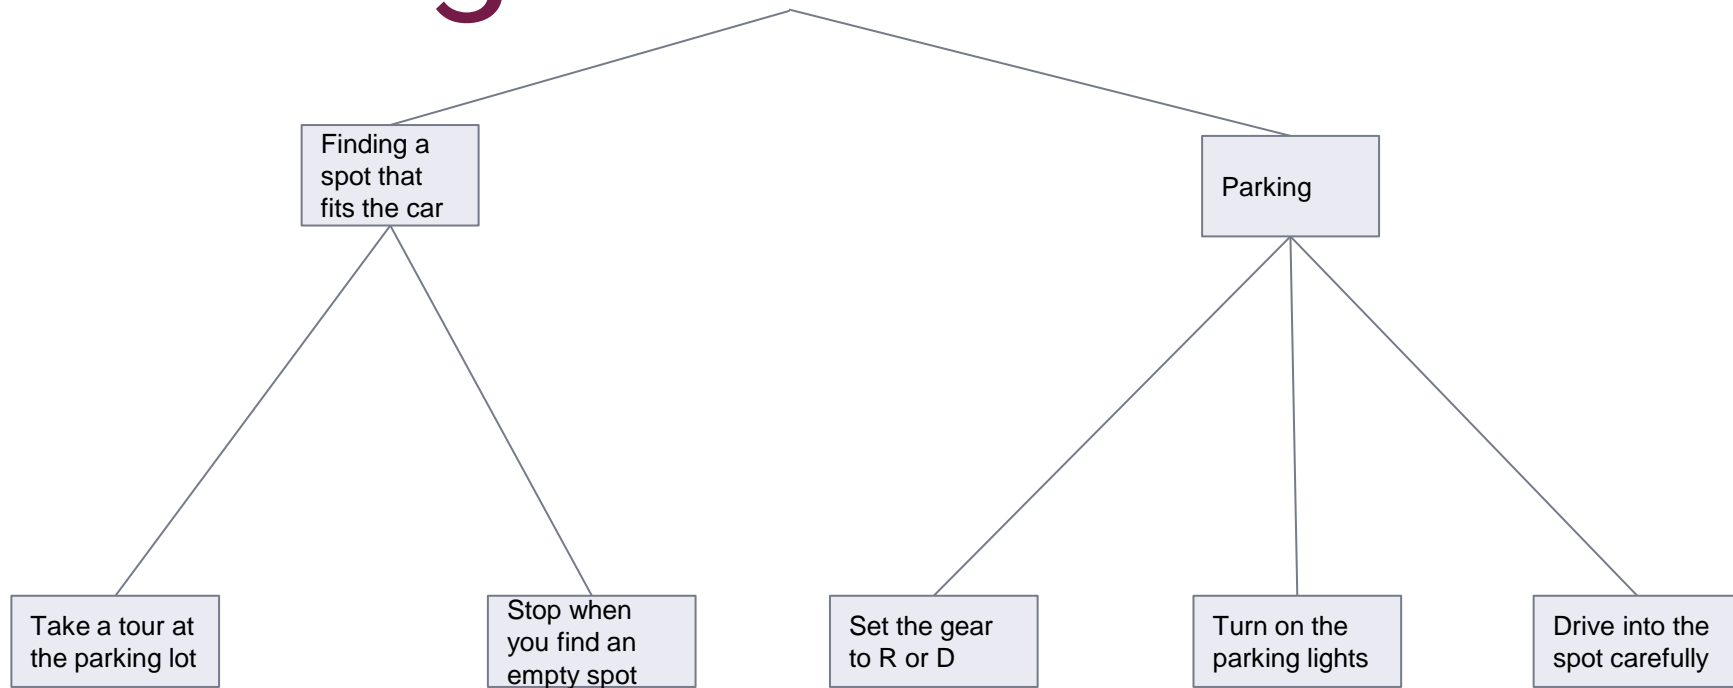 Finding a
spot that
fits the car
Parking
Take a tour at
the parking lot
Stop when
you find an
empty spot
Set the gear
to R or D
Turn on the
parking lights
Drive into the
spot carefully